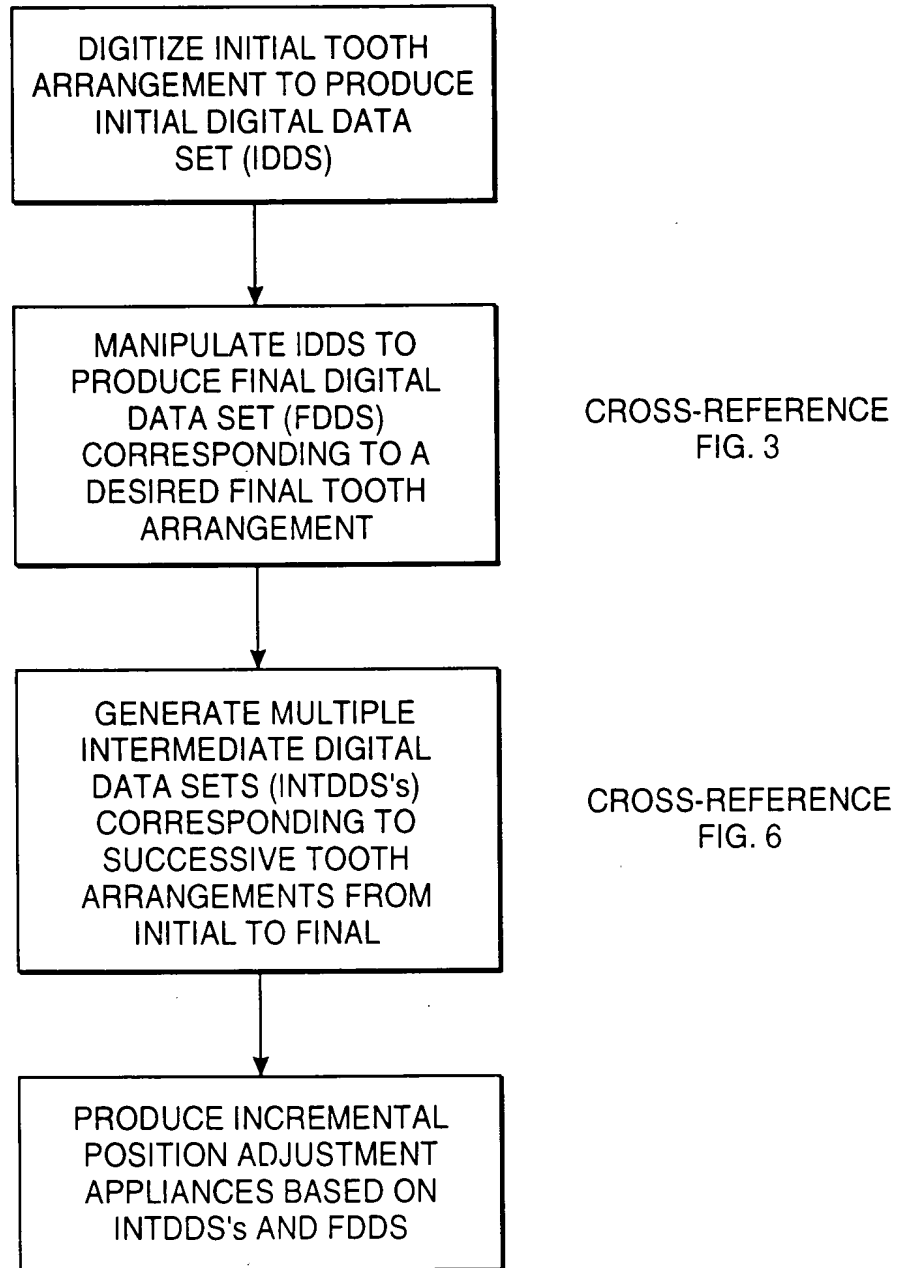 DIGITIZE INITIAL TOOTH
ARRANGEMENT TO PRODUCE
INITIAL DIGITAL DATA
SET (IDDS)
MANIPULATE IDDS TO
PRODUCE FINAL DIGITAL
DATA SET (FDDS)
CORRESPONDING TO A
DESIRED FINAL TOOTH
ARRANGEMENT
CROSS-REFERENCE
FIG. 3
GENERATE MULTIPLE
INTERMEDIATE DIGITAL
DATA SETS (INTDDS's)
CORRESPONDING TO
SUCCESSIVE TOOTH
ARRANGEMENTS FROM
INITIAL TO FINAL
CROSS-REFERENCE
FIG. 6
PRODUCE INCREMENTAL
POSITION ADJUSTMENT
APPLIANCES BASED ON
INTDDS's AND FDDS